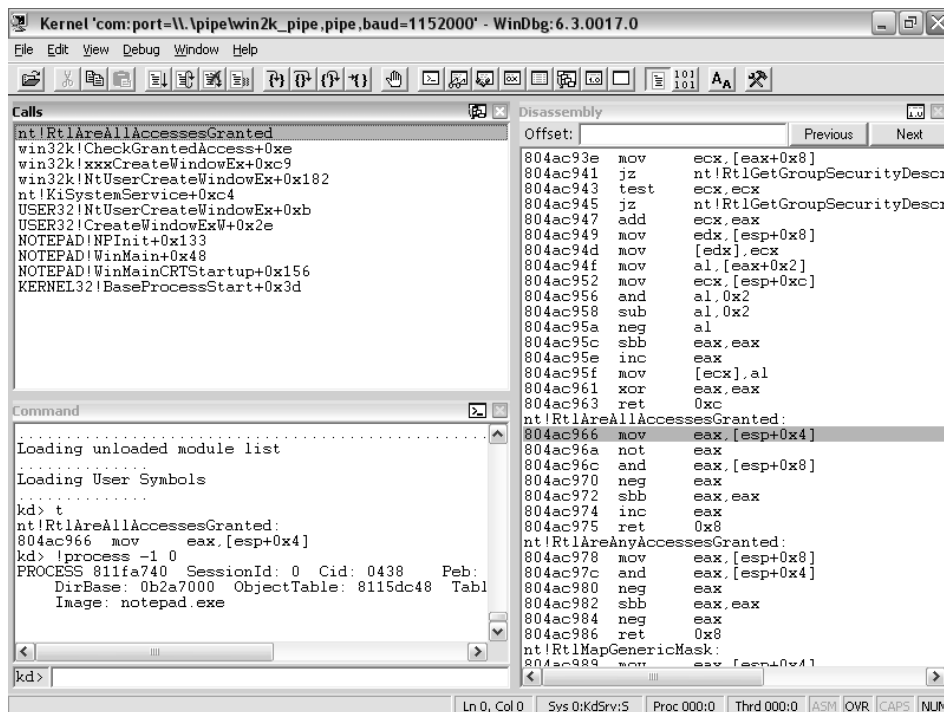 Kernel 'com:port=\\.\pipe\win2k_pipe,pipe,baud=1152000' - WinDbg:6.3.0017.0
File Edit View Debug Window Help
Calls
nt!RtlAreAllAccessesGranted
win32k!CheckGrantedAccess+0xe
win32k!xxxCreateWindowEx+0xc9
win32k!NtUserCreateWindowEx+0x182
nt!KiSystemService+0xc4
USER32!NtUserCreateWindowEx+0xb
USER32!CreateWindowExW+0x2e
NOTEPAD!NPInit+0x133
NOTEPAD!WinMain+0x48
NOTEPAD!WinMainCRTStartup+0x156
KERNEL32!BaseProcessStart+0x3d
Command
Loading unloaded module list
..............
Loading User Symbols
..............
kd> t
nt!RtlAreAllAccessesGranted:
804ac966 mov eax,[esp+0x4]
kd> !process -1 0
PROCESS 811fa740 SessionId: 0 Cid: 0438 Peb:
DirBase: 0b2a7000 ObjectTable: 8115dc48 Tabl
Image: notepad.exe
kd>
Disassembly
Offset: Previous Next
804ac93e mov ecx,[eax+0x8]
804ac941 jz nt!RtlGetGroupSecurityDescr
804ac943 test ecx,ecx
804ac945 jz nt!RtlGetGroupSecurityDescr
804ac947 add ecx,eax
804ac949 mov edx,[esp+0x8]
804ac94d mov [edx],ecx
804ac94f mov al,[eax+0x2]
804ac952 mov ecx,[esp+0xc]
804ac956 and al,0x2
804ac958 sub al,0x2
804ac95a neg al
804ac95c sbb eax,eax
804ac95e inc eax
804ac95f mov [ecx],al
804ac961 xor eax,eax
804ac963 ret 0xc
nt!RtlAreAllAccessesGranted:
804ac966 mov eax,[esp+0x4]
804ac96a not eax
804ac96c and eax,[esp+0x8]
804ac970 neg eax
804ac972 sbb eax,eax
804ac974 inc eax
804ac975 ret 0x8
nt!RtlAreAnyAccessesGranted:
804ac978 mov eax,[esp+0x8]
804ac97c and eax,[esp+0x4]
804ac980 neg eax
804ac982 sbb eax,eax
804ac984 neg eax
804ac986 ret 0x8
nt!RtlMapGenericMask:
804ac989 mov eax,[esp+0x4]
Ln 0, Col 0 Sys 0:KdSrv:S Proc 000:0 Thrd 000:0 ASM OVR CAPS NUM